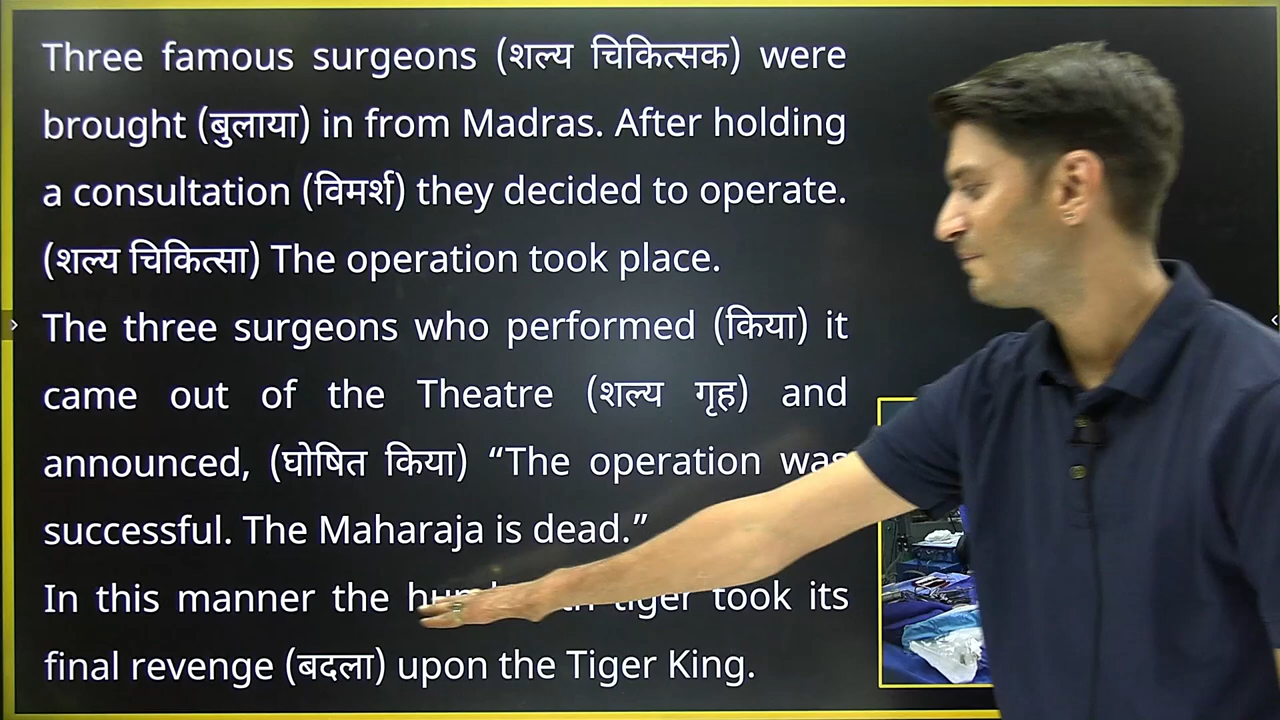 Three famous surgeons (शल्य चिकित्सक) were
brought (बुलाया) in from Madras. After holding
a consultation (विमर्श) they decided to operate.
(शल्य चिकित्सा) The operation took place.
The three surgeons who performed (किया) it
came out of the Theatre (शल्य गृह) and
announced, (घोषित किया) “The operation was
successful. The Maharaja is dead.”
In this manner the tiger took its
final revenge (बदला) upon the Tiger King.